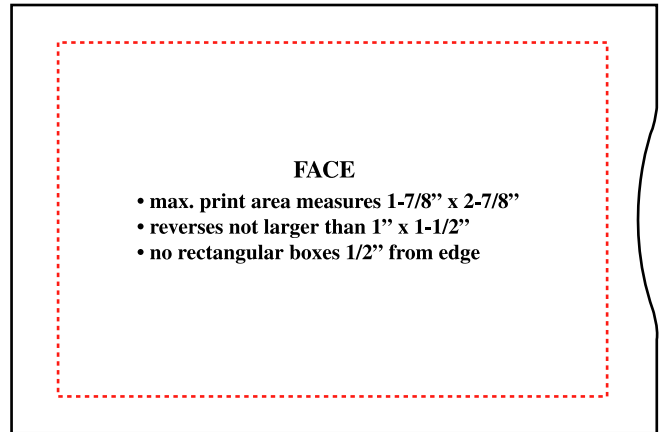 FACE
• max. print area measures 1-7/8” x 2-7/8”
• reverses not larger than 1” x 1-1/2”
• no rectangular boxes 1/2” from edge